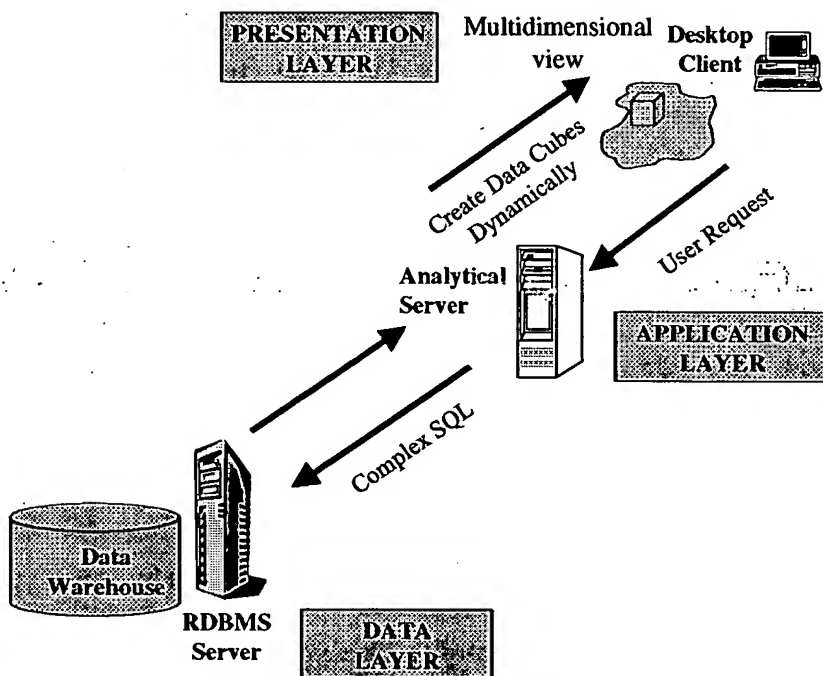 PRESENTATION
LAYER
Multidimensional
view
Desktop
Client
Create Data Cubes
Dynamically
User Request
Analytical
Server
APPLICATION
LAYER
Complex SQL
Data
Warehouse
RDBMS
Server
DATA
LAYER